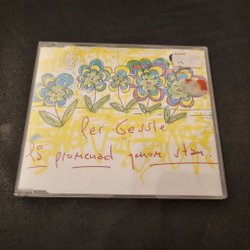 Per Gessle
På promenad genom stan.